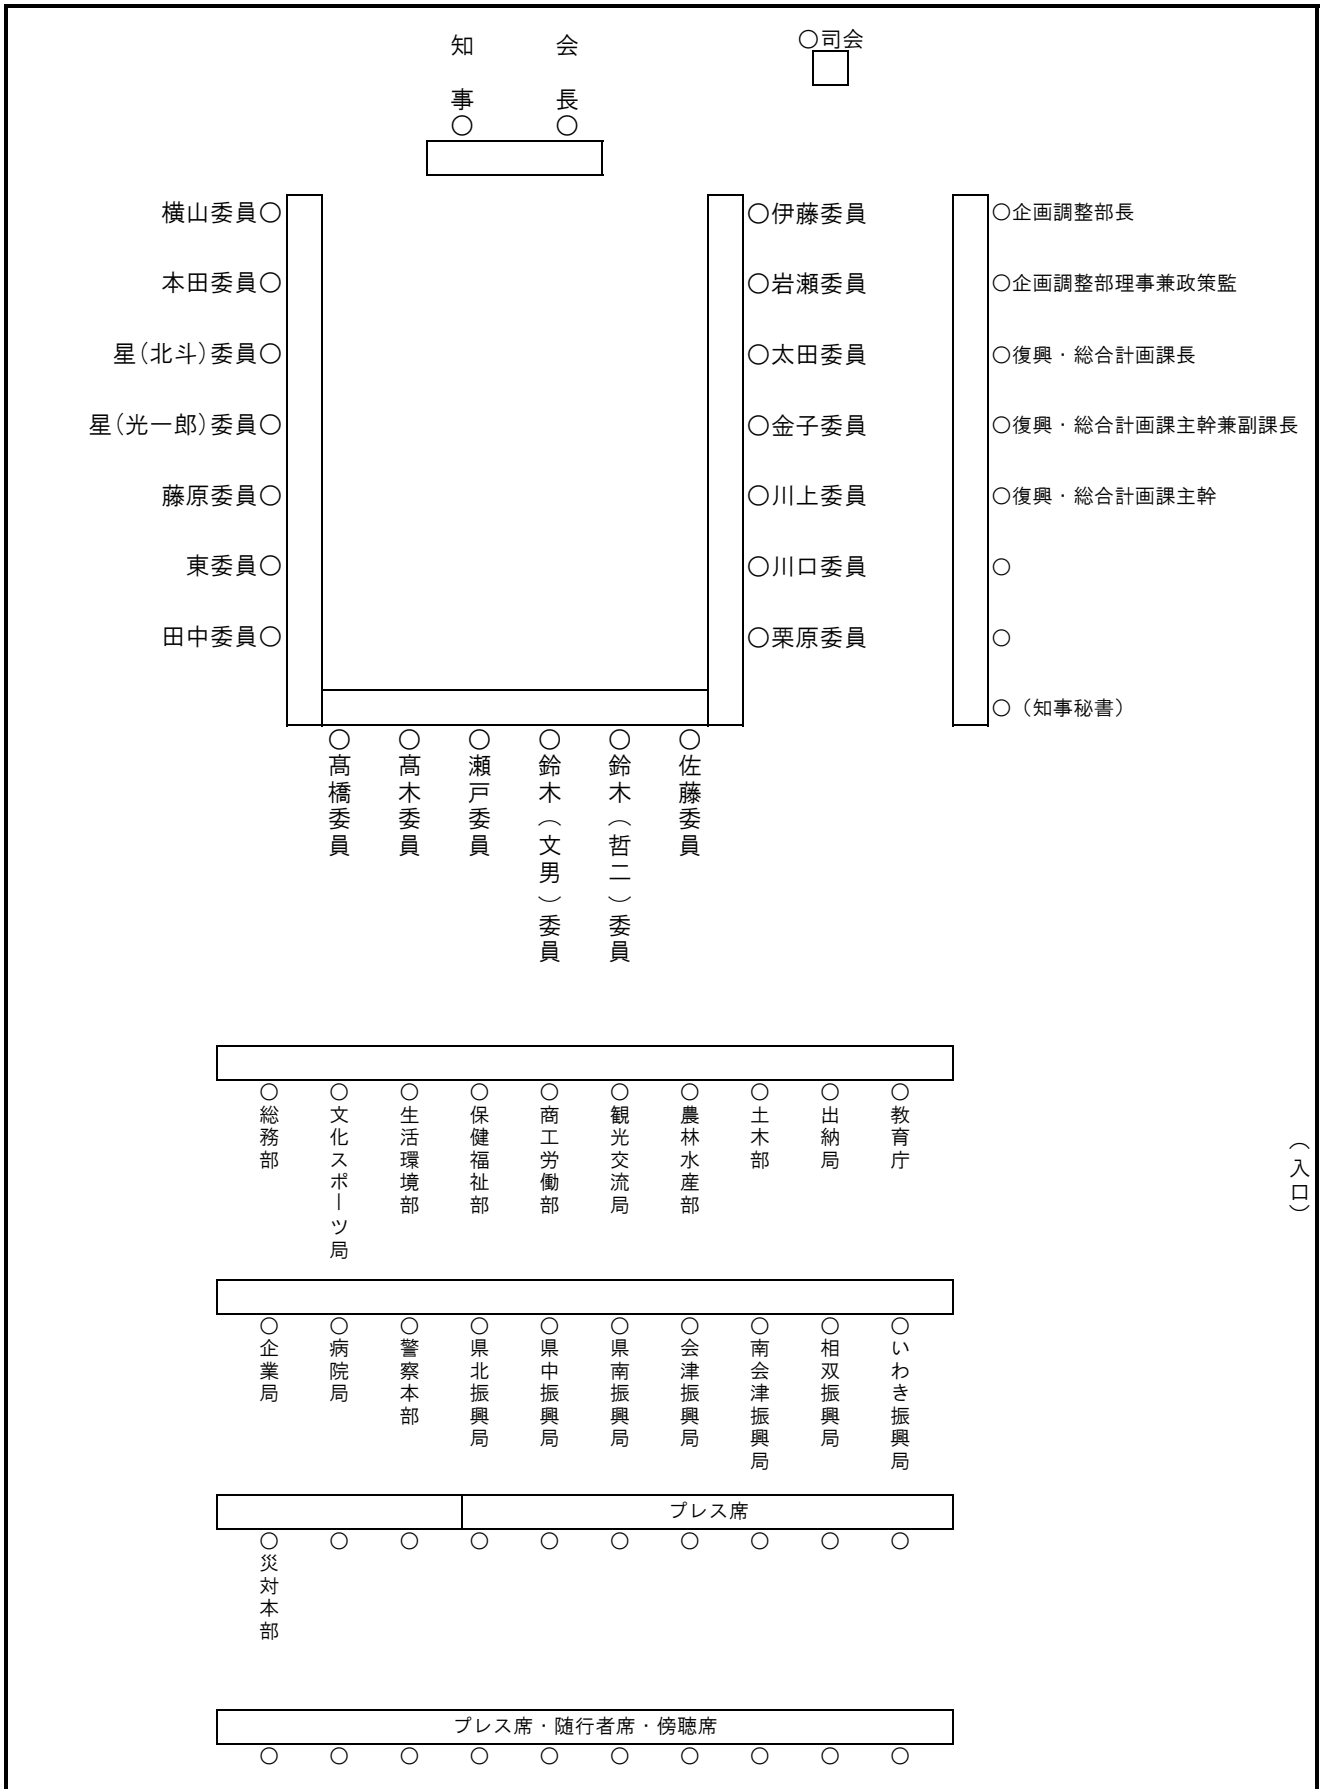 知事○
会長○
○司会
横山委員○
本田委員○
星(北斗)委員○
星(光一郎)委員○
藤原委員○
東委員○
田中委員○
○伊藤委員
○岩瀬委員
○太田委員
○金子委員
○川上委員
○川口委員
○栗原委員
○企画調整部長
○企画調整部理事兼政策監
○復興・総合計画課長
○復興・総合計画課主幹兼副課長
○復興・総合計画課主幹
○
○
○(知事秘書)
○髙橋委員
○髙木委員
○瀬戸委員
○鈴木(文男)委員
○鈴木(哲二)委員
○佐藤委員
○総務部
○文化スポーツ局
○生活環境部
○保健福祉部
○商工労働部
○観光交流局
○農林水産部
○土木部
○出納局
○教育庁
(入口)
○企業局
○病院局
○警察本部
○県北振興局
○県中振興局
○県南振興局
○会津振興局
○南会津振興局
○相双振興局
○いわき振興局
プレス席
○災対本部
○ ○ ○ ○ ○ ○ ○ ○ ○
プレス席・随行者席・傍聴席
○ ○ ○ ○ ○ ○ ○ ○ ○ ○